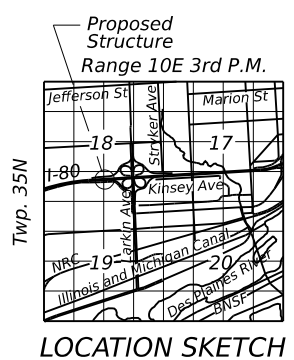 Proposed
Structure
Range 10E 3rd P.M.
Jefferson St
Stryker Ave
Marion St
18
17
I-80
Kinsey Ave
Twp. 35N
Larkin Ave
NRC
19
Illinois and Michigan Canal
20
Des Plaines River
BNSF
LOCATION SKETCH